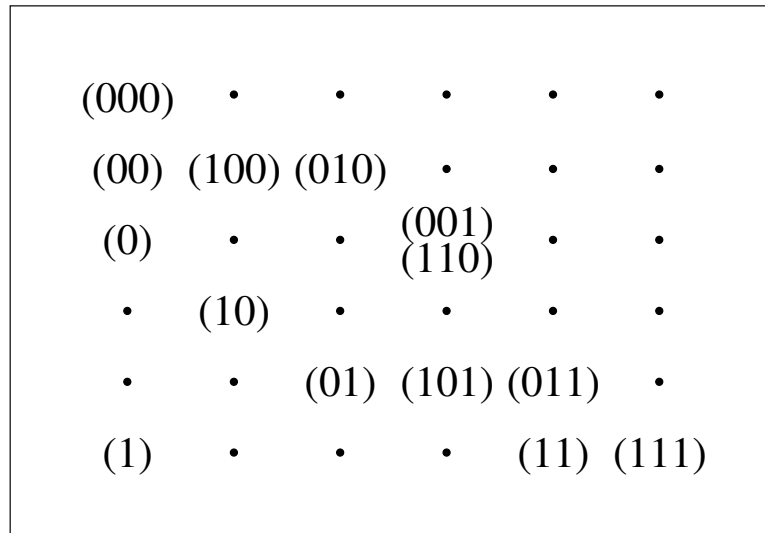 (000) · · · · ·
(00) (100) (010) · · ·
(0) · · (001) · ·
(110)
· (10) · · · ·
· · (01) (101) (011) ·
(1) · · · (11) (111)